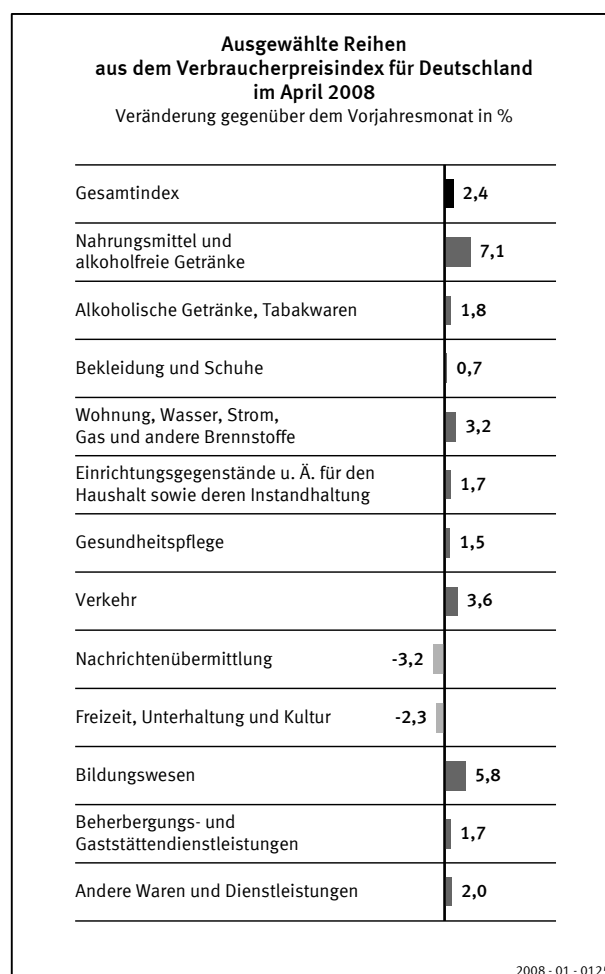 Ausgewählte Reihen
aus dem Verbraucherpreisindex für Deutschland
im April 2008
Veränderung gegenüber dem Vorjahresmonat in %
Gesamtindex 2,4
Nahrungsmittel und
alkoholfreie Getränke 7,1
Alkoholische Getränke, Tabakwaren 1,8
Bekleidung und Schuhe 0,7
Wohnung, Wasser, Strom,
Gas und andere Brennstoffe 3,2
Einrichtungsgegenstände u. Ä. für den
Haushalt sowie deren Instandhaltung 1,7
Gesundheitspflege 1,5
Verkehr 3,6
Nachrichtenübermittlung -3,2
Freizeit, Unterhaltung und Kultur -2,3
Bildungswesen 5,8
Beherbergungs- und
Gaststättendienstleistungen 1,7
Andere Waren und Dienstleistungen 2,0
2008 - 01 -